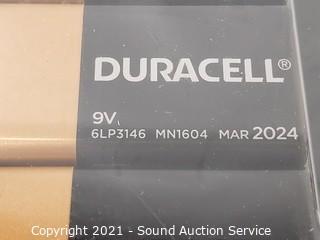 DURACELL®
9V
6LP3146 MN1604 MAR 2024
Copyright 2021 - Sound Auction Service